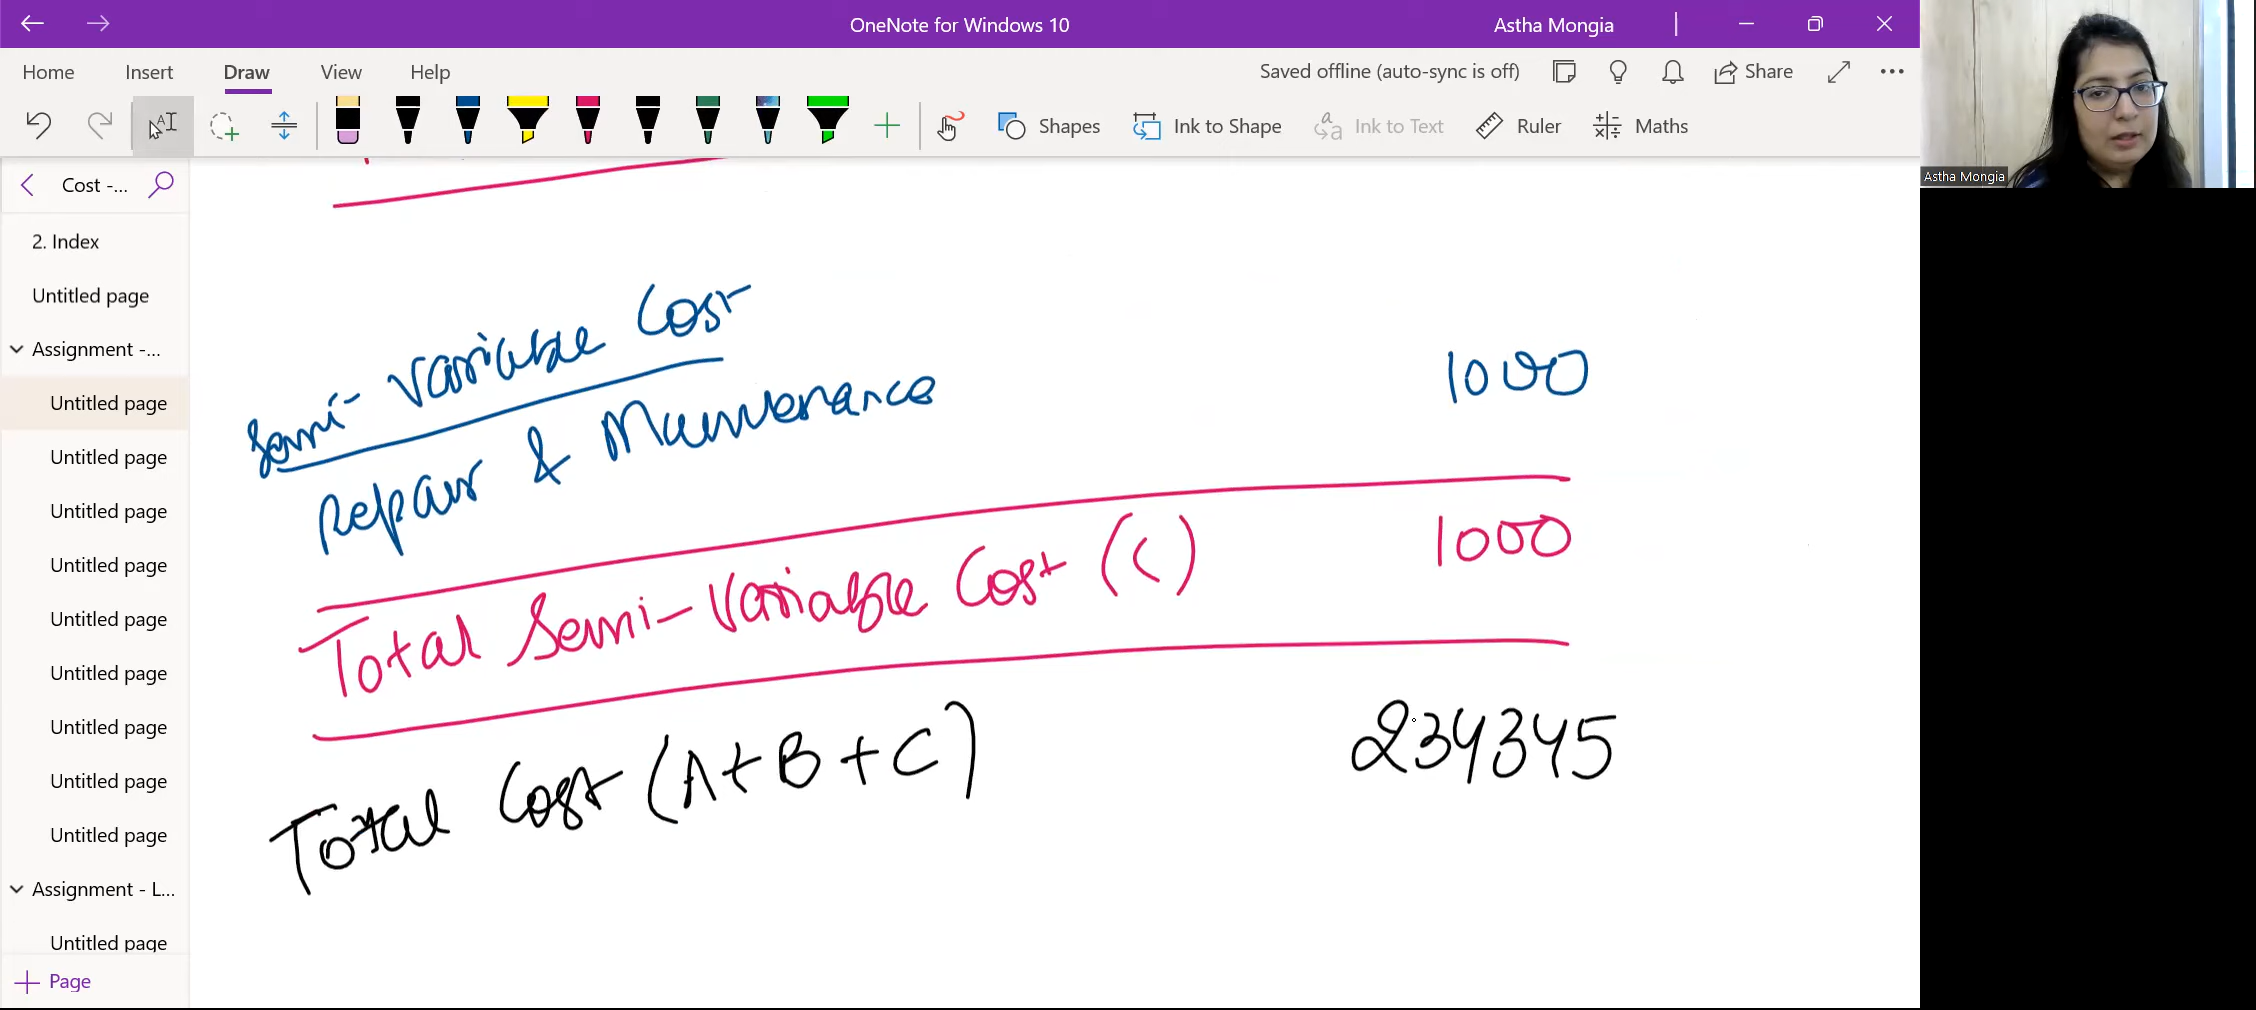 OneNote for Windows 10
Astha Mongia
Home Insert Draw View Help
Saved offline (auto-sync is off)
Share
Shapes
Ink to Shape
Ink to Text
Ruler
Maths
Astha Mongia
Cost -...
2. Index
Untitled page
Assignment -...
Untitled page
Untitled page
Untitled page
Untitled page
Untitled page
Untitled page
Untitled page
Untitled page
Untitled page
Assignment - L...
Untitled page
Page
Semi-Variable Cost
Repair & Maintenance 1000
Total Semi-Variable Cost (C) 1000
Total Cost (A+B+C) 234345